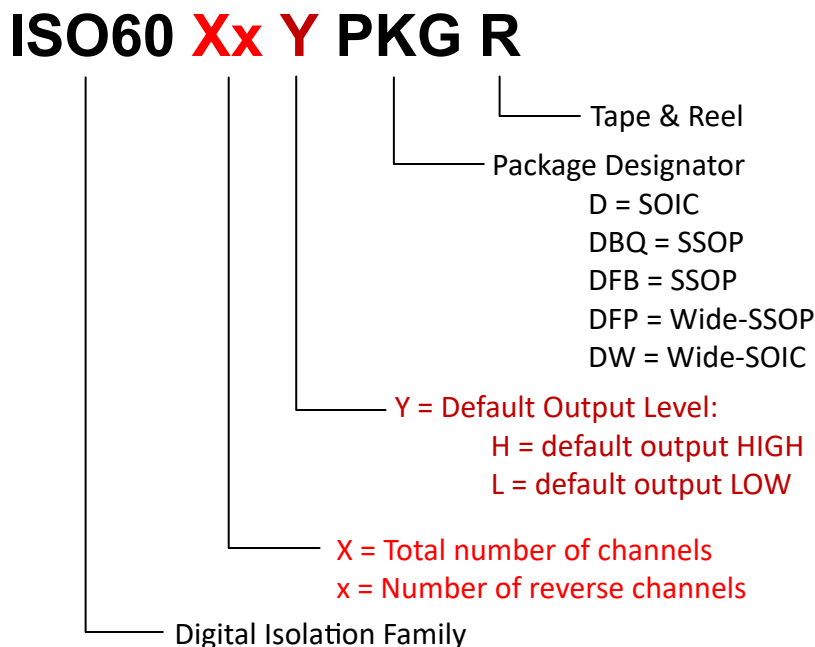 ISO60 Xx Y PKG R
Tape & Reel
Package Designator
D = SOIC
DBQ = SSOP
DFB = SSOP
DFP = Wide-SSOP
DW = Wide-SOIC
Y = Default Output Level:
H = default output HIGH
L = default output LOW
X = Total number of channels
x = Number of reverse channels
Digital Isolation Family